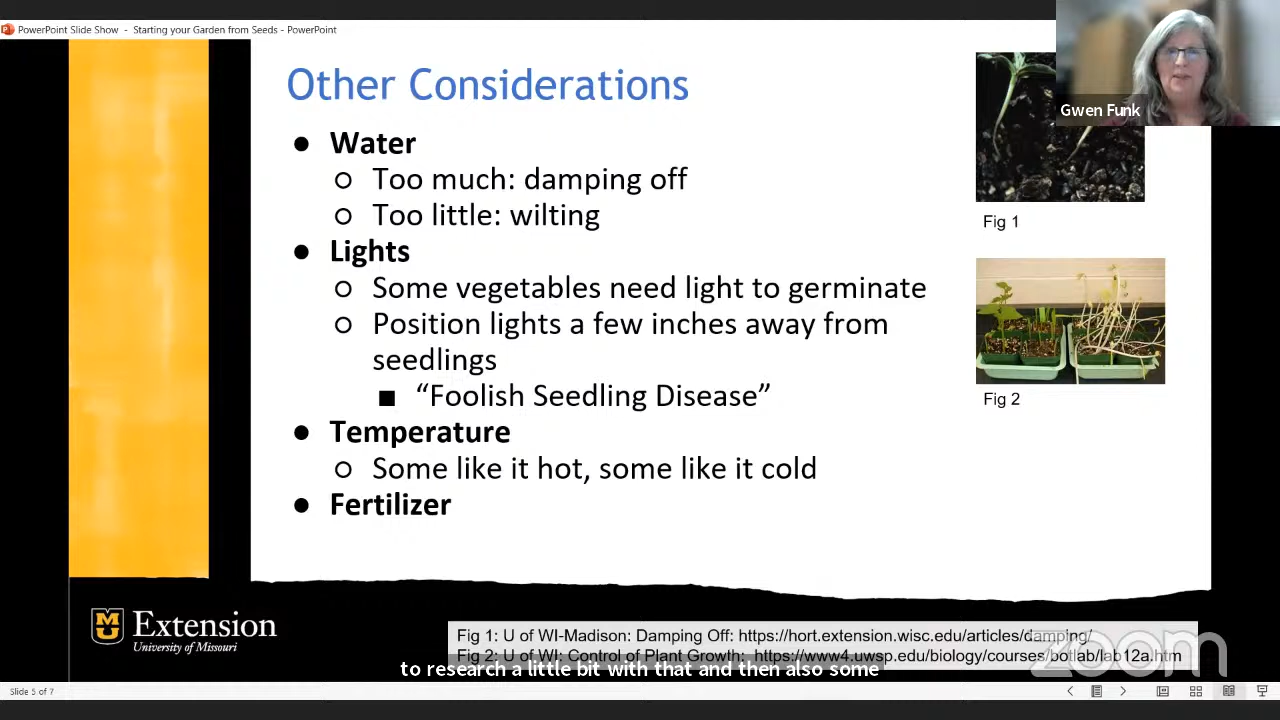 PowerPoint Slide Show - Starting your Garden from Seeds - PowerPoint
Other Considerations
● Water
○ Too much: damping off
○ Too little: wilting
● Lights
○ Some vegetables need light to germinate
○ Position lights a few inches away from
seedlings
■ “Foolish Seedling Disease”
● Temperature
○ Some like it hot, some like it cold
● Fertilizer
Gwen Funk
Fig 1
Fig 2
MU
Extension
University of Missouri
Fig 1: U of WI-Madison: Damping Off: https://hort.extension.wisc.edu/articles/damping/
Fig 2: U of WI: Control of Plant Growth: https://www4.uwsp.edu/biology/courses/botlab/lab12a.htm
to research a little bit with that and then also some
zoom
Slide 5 of 7